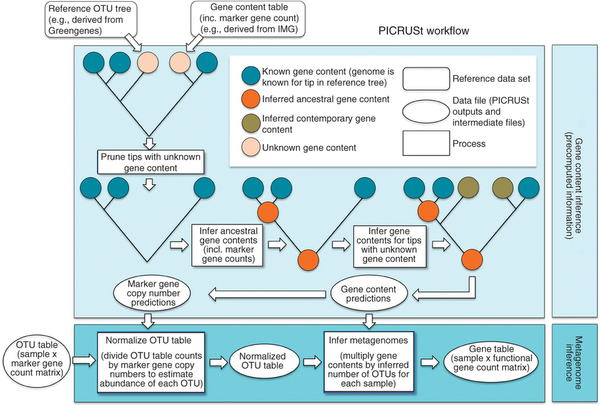 Reference OTU tree
(e.g., derived from
Greengenes)
Gene content table
(inc. marker gene count)
(e.g., derived from IMG)
PICRUSt workflow
Known gene content (genome is
known for tip in reference tree)
Inferred ancestral gene content
Inferred contemporary gene
content
Unknown gene content
Reference data set
Data file (PICRUSt
outputs and
intermediate files)
Process
Gene content inference
(precomputed information)
Prune tips with unknown
gene content
Infer ancestral
gene contents
(incl. marker
gene counts)
Infer gene
contents for tips
with unknown
gene content
Marker gene
copy number
predictions
Gene content
predictions
OTU table
(sample x
marker gene
count matrix)
Normalize OTU table
(divide OTU table counts
by marker gene copy
numbers to estimate
abundance of each OTU)
Normalized
OTU table
Infer metagenomes
(multiply gene
contents by inferred
number of OTUs for
each sample)
Gene table
(sample x functional
gene count matrix)
Metagenome
inference